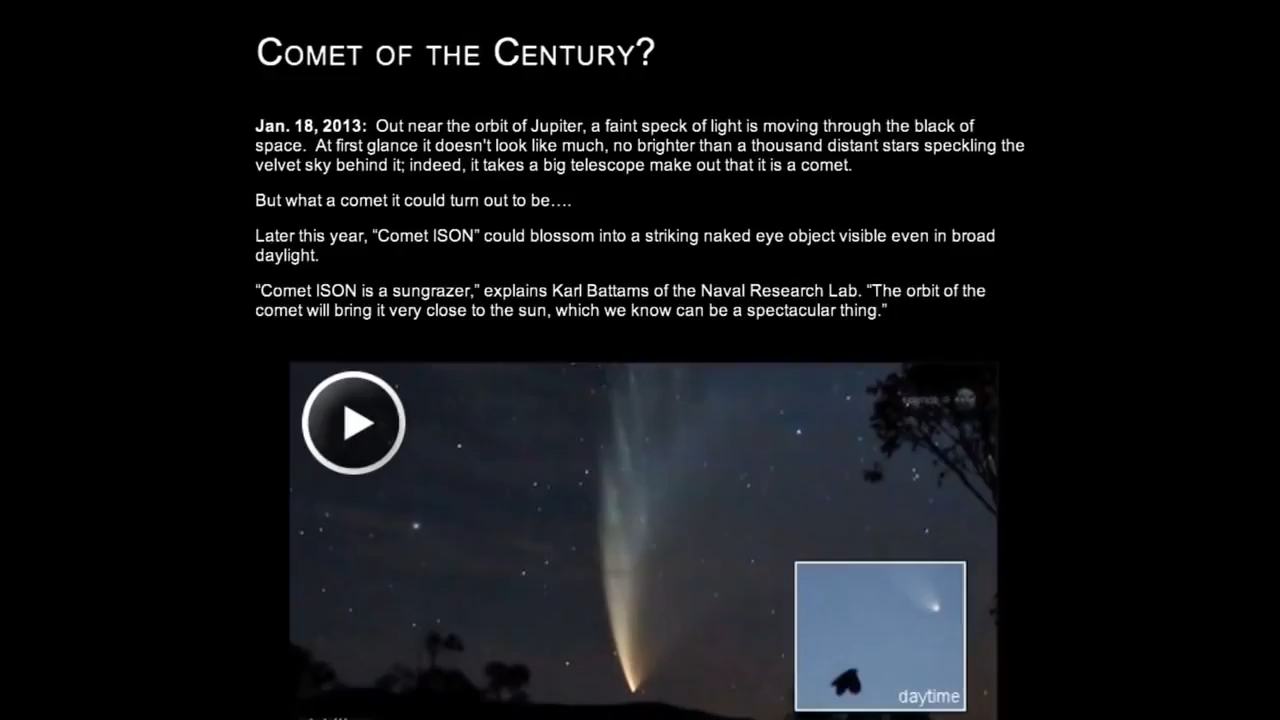 COMET OF THE CENTURY?
Jan. 18, 2013: Out near the orbit of Jupiter, a faint speck of light is moving through the black of
space. At first glance it doesn't look like much, no brighter than a thousand distant stars speckling the
velvet sky behind it; indeed, it takes a big telescope make out that it is a comet.
But what a comet it could turn out to be….
Later this year, “Comet ISON” could blossom into a striking naked eye object visible even in broad
daylight.
“Comet ISON is a sungrazer,” explains Karl Battams of the Naval Research Lab. “The orbit of the
comet will bring it very close to the sun, which we know can be a spectacular thing.”
daytime